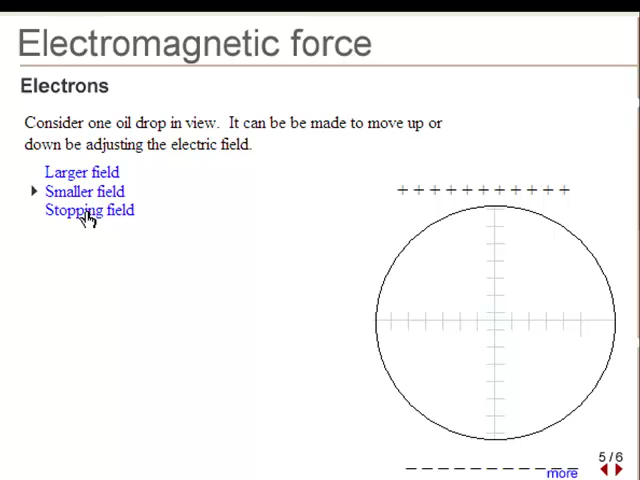 Electromagnetic force
Electrons
Consider one oil drop in view. It can be be made to move up or
down be adjusting the electric field.
Larger field
Smaller field
Stopping field
+ + + + + + + + + + +
5 / 6
_ _ _ _ _ _ _ _ _ _ _
more